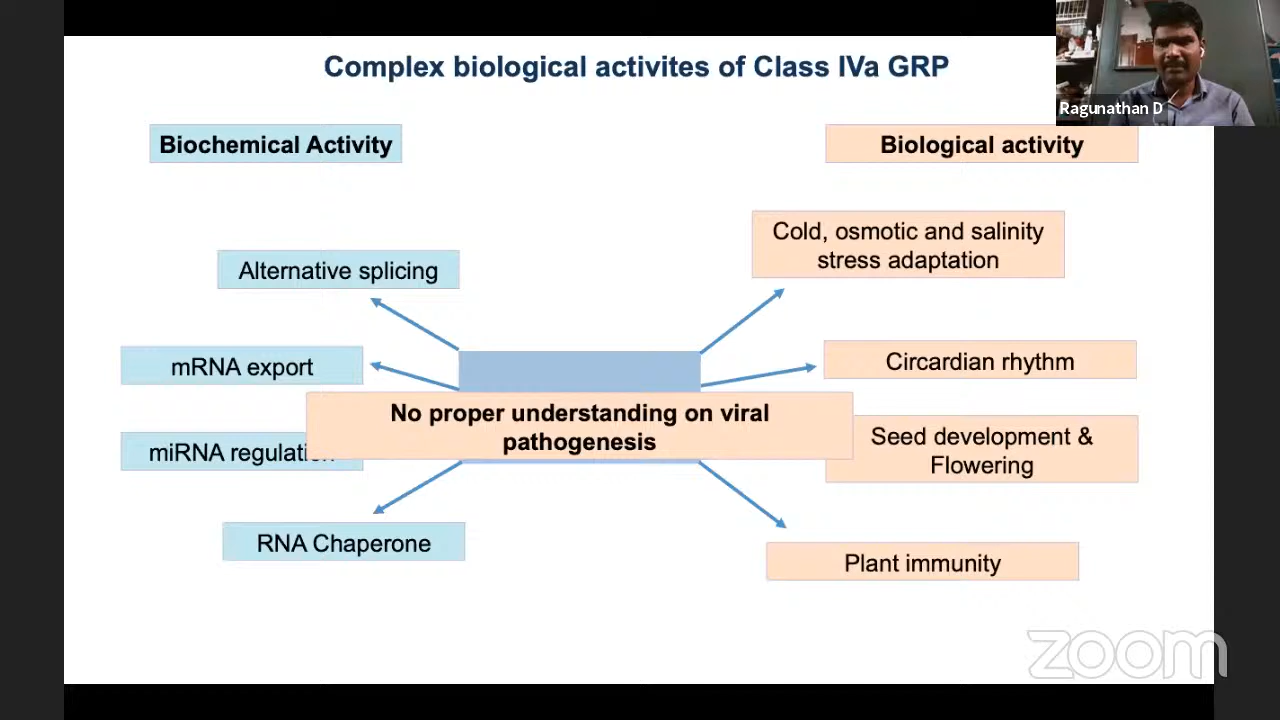 Complex biological activites of Class IVa GRP
Ragunathan D
Biochemical Activity
Biological activity
Cold, osmotic and salinity
stress adaptation
Alternative splicing
mRNA export
Circardian rhythm
No proper understanding on viral
pathogenesis
miRNA regulation
Seed development &
Flowering
RNA Chaperone
Plant immunity
zoom